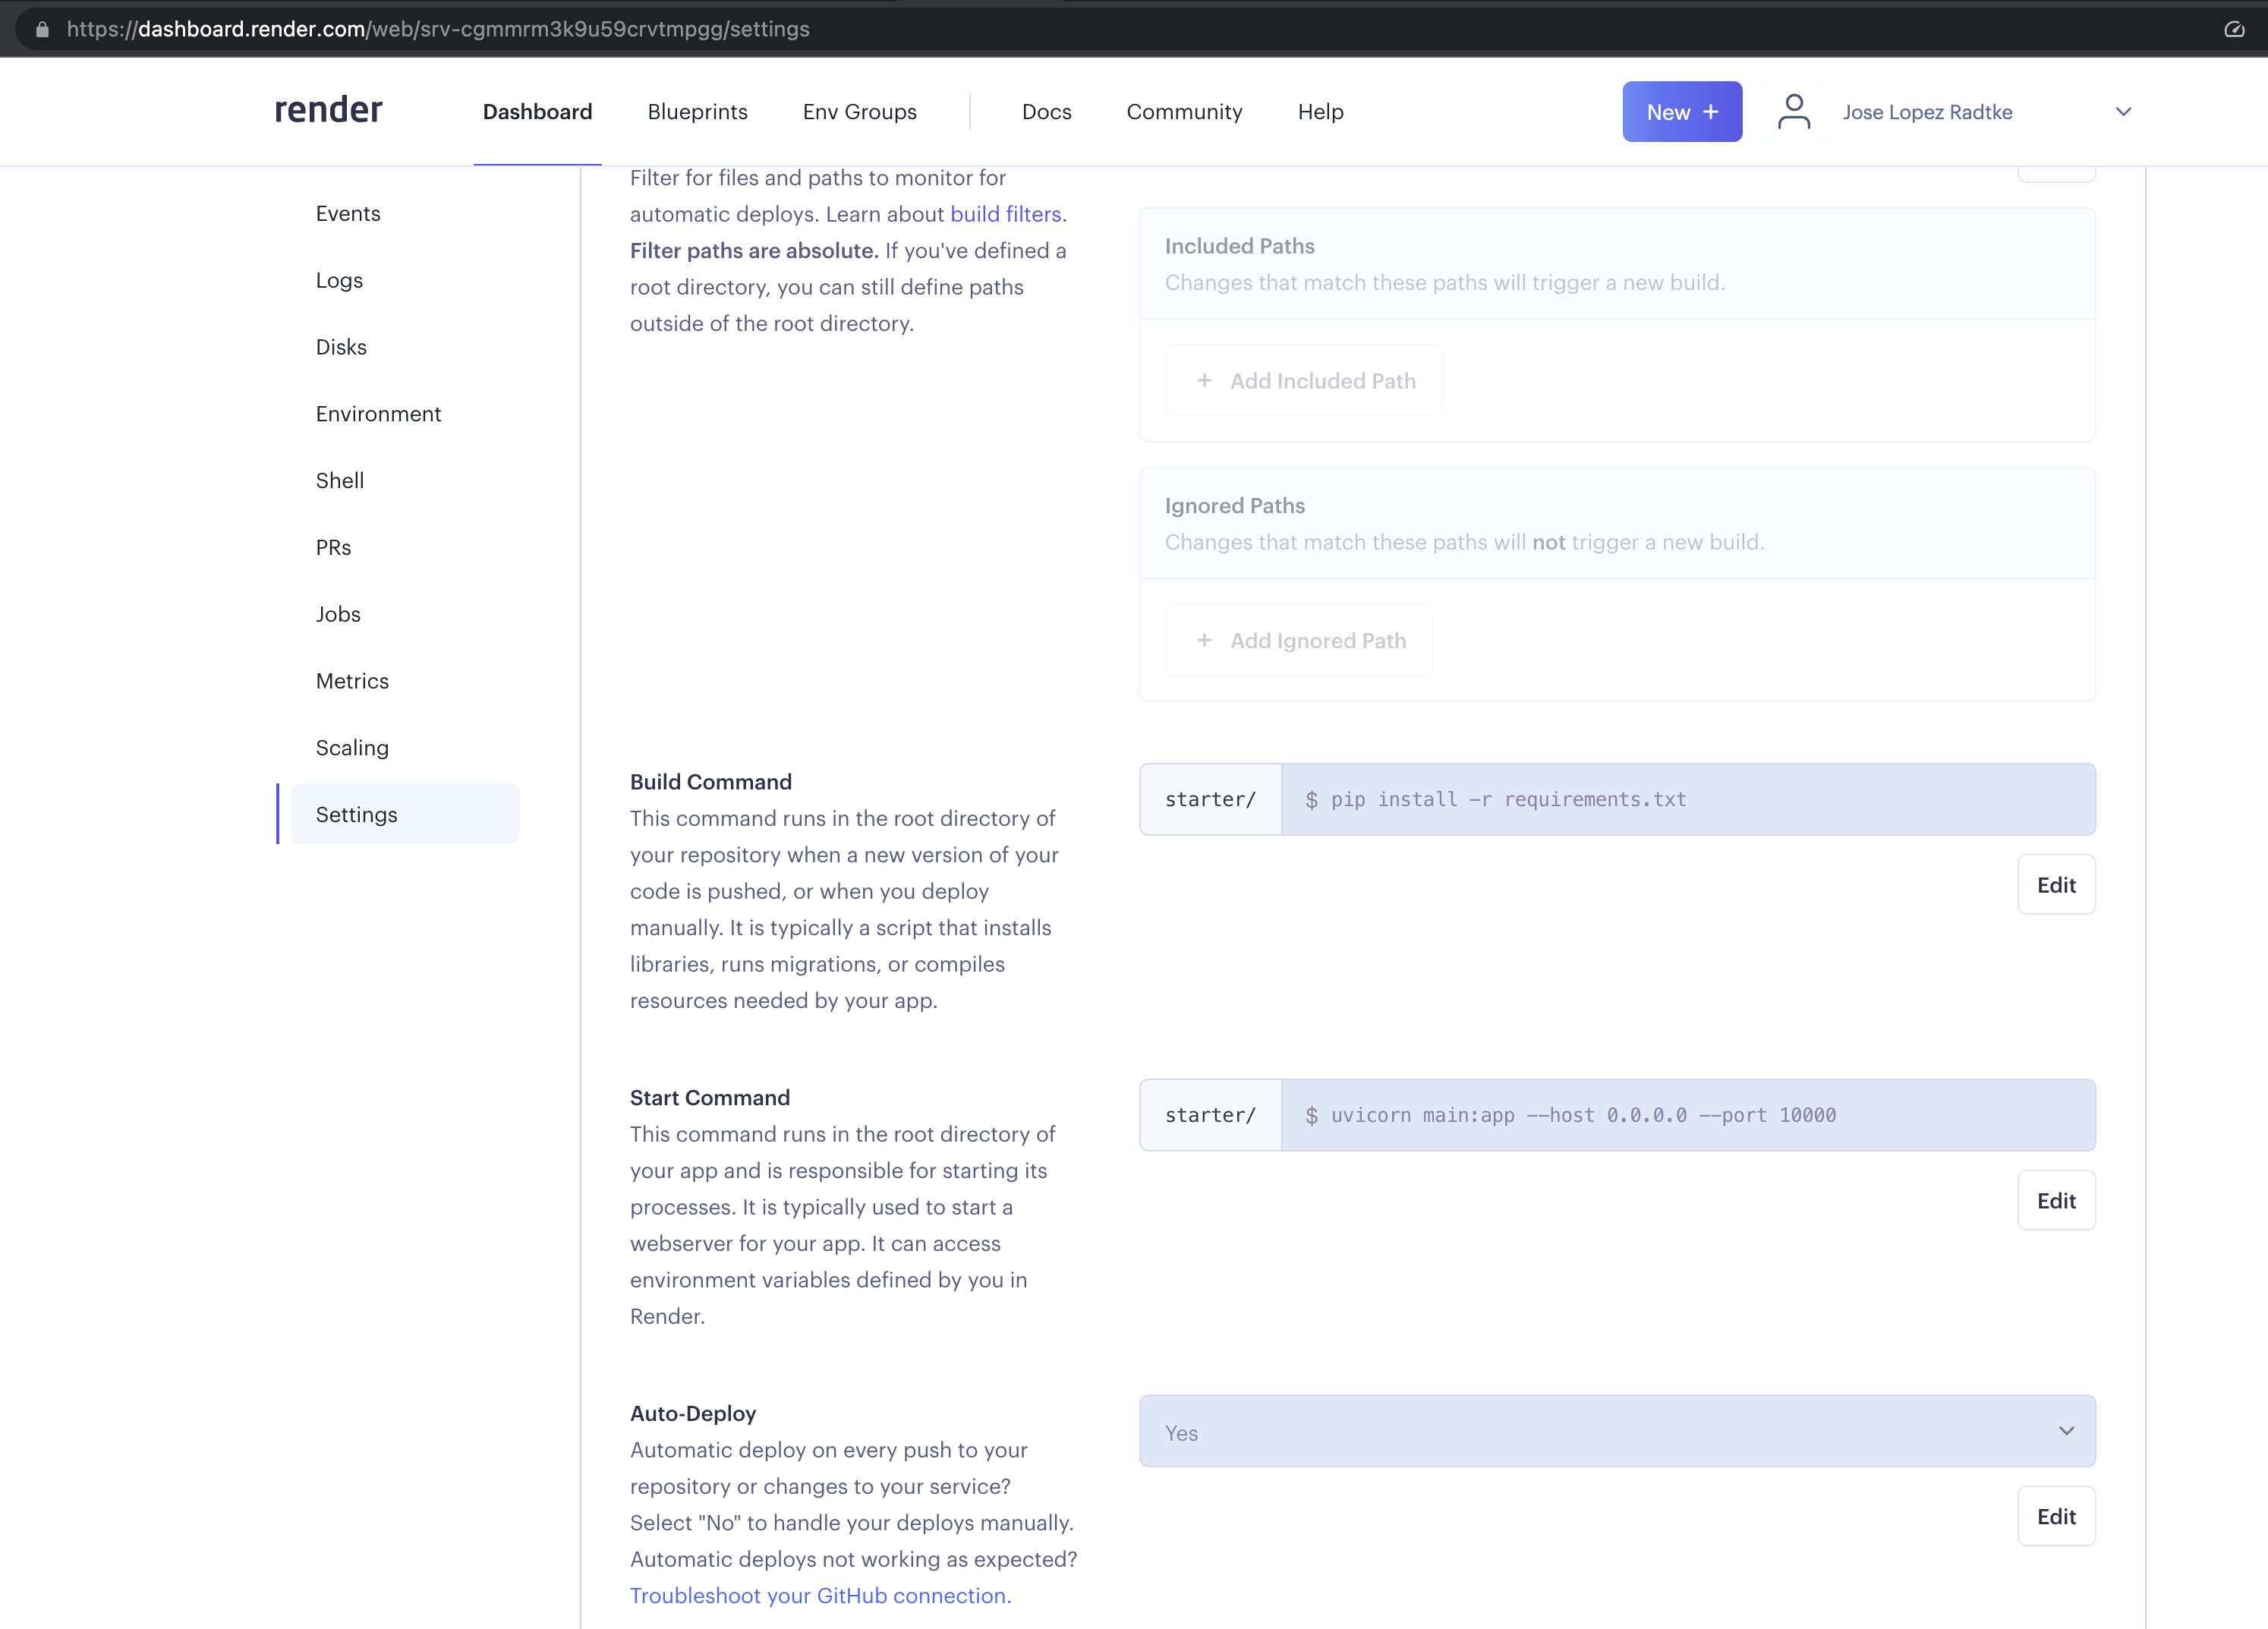 https://dashboard.render.com/web/srv-cgmmrm3k9u59crvtmpgg/settings
render
Dashboard
Blueprints
Env Groups
Docs
Community
Help
New +
Jose Lopez Radtke
Events
Logs
Disks
Environment
Shell
PRs
Jobs
Metrics
Scaling
Settings
Filter for files and paths to monitor for
automatic deploys. Learn about build filters.
Filter paths are absolute. If you've defined a
root directory, you can still define paths
outside of the root directory.
Included Paths
Changes that match these paths will trigger a new build.
+ Add Included Path
Ignored Paths
Changes that match these paths will not trigger a new build.
+ Add Ignored Path
Build Command
This command runs in the root directory of
your repository when a new version of your
code is pushed, or when you deploy
manually. It is typically a script that installs
libraries, runs migrations, or compiles
resources needed by your app.
starter/ $ pip install -r requirements.txt
Edit
Start Command
This command runs in the root directory of
your app and is responsible for starting its
processes. It is typically used to start a
webserver for your app. It can access
environment variables defined by you in
Render.
starter/ $ uvicorn main:app --host 0.0.0.0 --port 10000
Edit
Auto-Deploy
Automatic deploy on every push to your
repository or changes to your service?
Select "No" to handle your deploys manually.
Automatic deploys not working as expected?
Troubleshoot your GitHub connection.
Yes
Edit